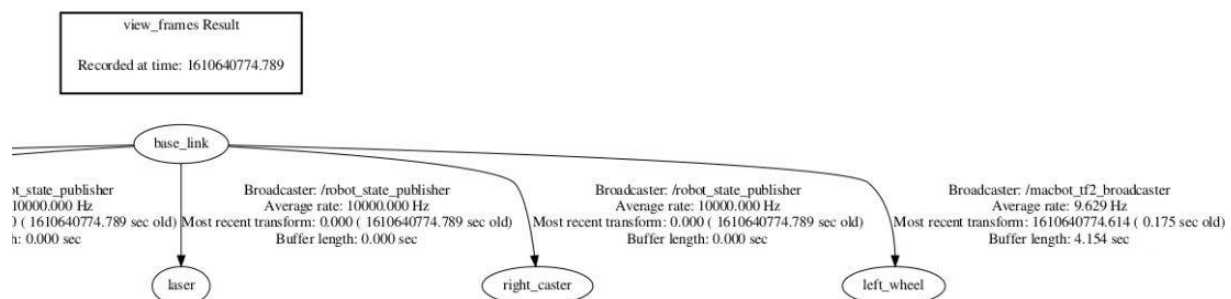 view_frames Result
Recorded at time: 1610640774.789
base_link
ot_state_publisher
10000.000 Hz
( 1610640774.789 sec old)
h: 0.000 sec
Broadcaster: /robot_state_publisher
Average rate: 10000.000 Hz
Most recent transform: 0.000 ( 1610640774.789 sec old)
Buffer length: 0.000 sec
Broadcaster: /robot_state_publisher
Average rate: 10000.000 Hz
Most recent transform: 0.000 ( 1610640774.789 sec old)
Buffer length: 0.000 sec
Broadcaster: /macbot_tf2_broadcaster
Average rate: 9.629 Hz
Most recent transform: 1610640774.614 ( 0.175 sec old)
Buffer length: 4.154 sec
laser
right_caster
left_wheel